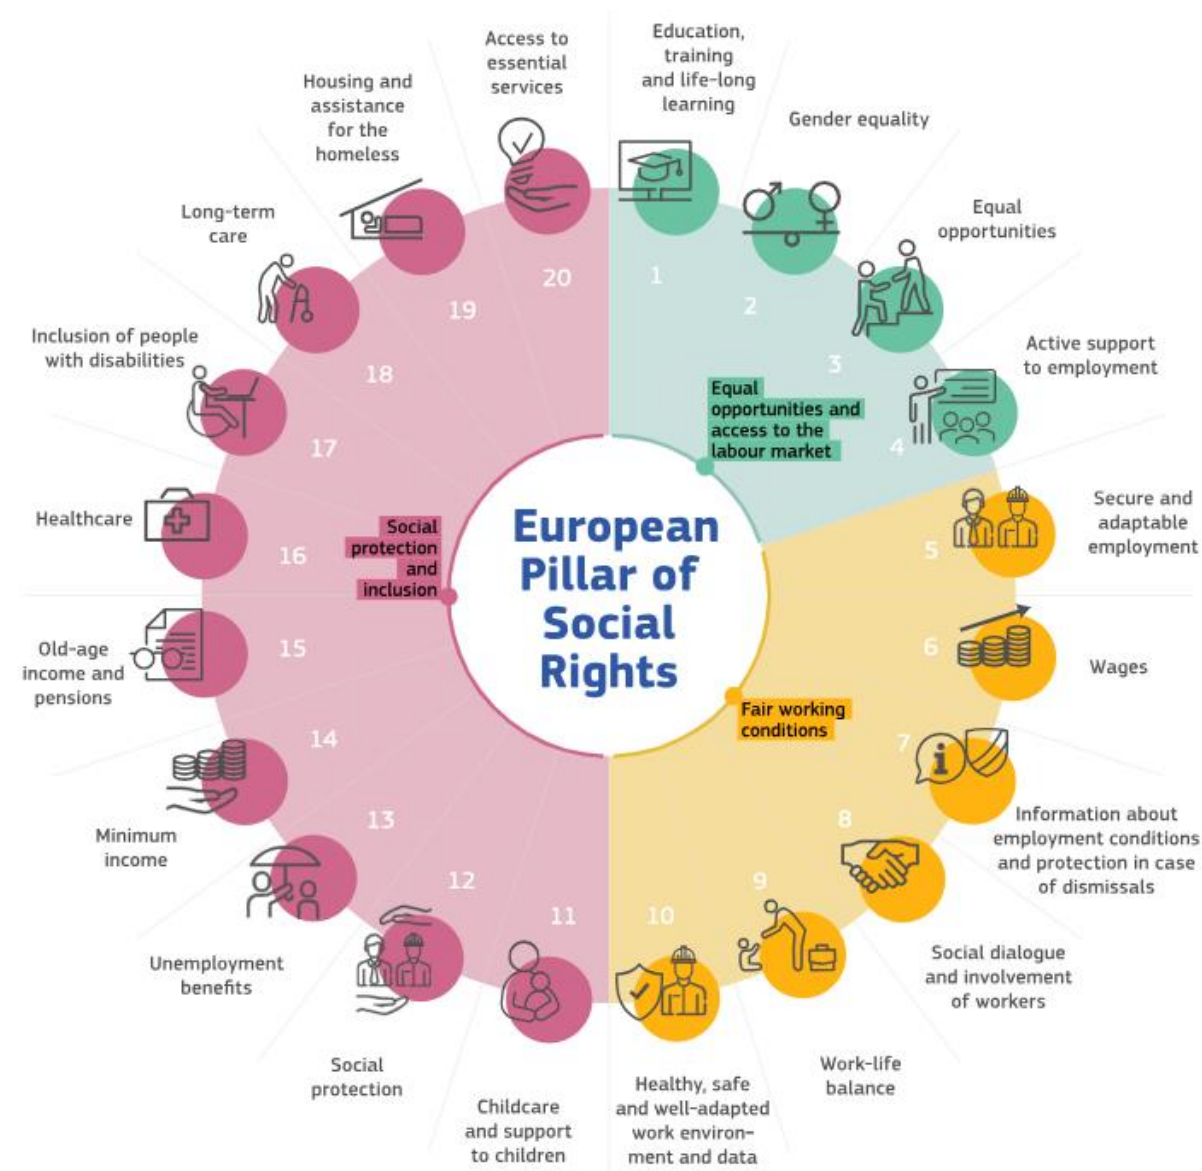 European
Pillar of
Social
Rights
Equal
opportunities and
access to the
labour market
1
Education,
training
and life-long
learning
2
Gender equality
3
Equal
opportunities
4
Active support
to employment
Fair working
conditions
5
Secure and
adaptable
employment
6
Wages
7
Information about
employment conditions
and protection in case
of dismissals
8
Social dialogue
and involvement
of workers
9
Work-life
balance
10
Healthy, safe
and well-adapted
work environ-
ment and data
Social
protection
and
inclusion
11
Childcare
and support
to children
12
Social
protection
13
Unemployment
benefits
14
Minimum
income
15
Old-age
income and
pensions
16
Healthcare
17
Inclusion of people
with disabilities
18
Long-term
care
19
Housing and
assistance
for the
homeless
20
Access to
essential
services
i